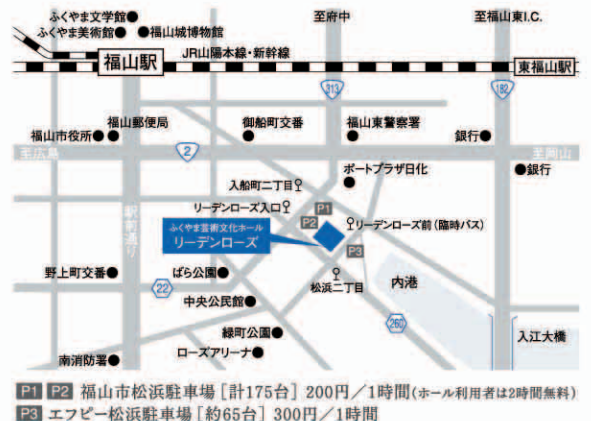 ふくやま文学館
ふくやま美術館
福山城博物館
至府中
至福山東I.C.
JR山陽本線・新幹線
福山駅
東福山駅
313
182
福山市役所
福山郵便局
御船町交番
福山東警察署
銀行
至広島
2
至岡山
銀行
ポートプラザ日化
入船町二丁目
リーデンローズ入口
P1
P2
ふくやま芸術文化ホール
リーデンローズ
リーデンローズ前(臨時バス)
P3
駅前通り
野上町交番
ばら公園
松浜二丁目
内港
22
中央公民館
260
緑町公園
入江大橋
ローズアリーナ
南消防署
P1 P2 福山市松浜駐車場[計175台]200円/1時間(ホール利用者は2時間無料)
P3 エフピー松浜駐車場[約65台]300円/1時間